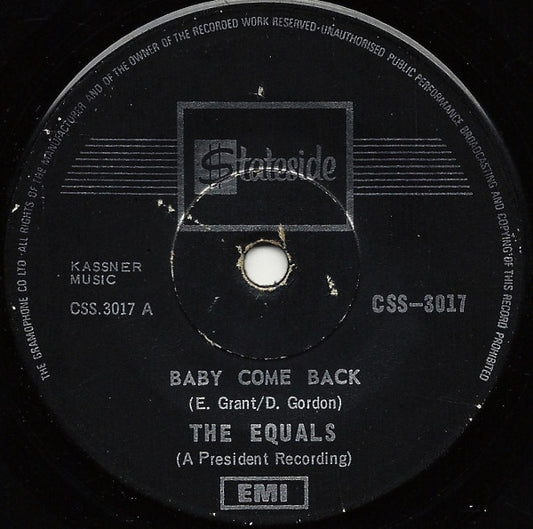 THE GRAMOPHONE CO LTD·ALL RIGHTS OF THE MANUFACTURER AND OF THE OWNER OF THE RECORDED WORK RESERVED·UNAUTHORISED PUBLIC PERFORMANCE BROADCASTING AND COPYING OF THIS RECORD PROHIBITED
$tateside
KASSNER
MUSIC
CSS.3017 A
CSS-3017
BABY COME BACK
(E. Grant/D. Gordon)
THE EQUALS
(A President Recording)
EMI